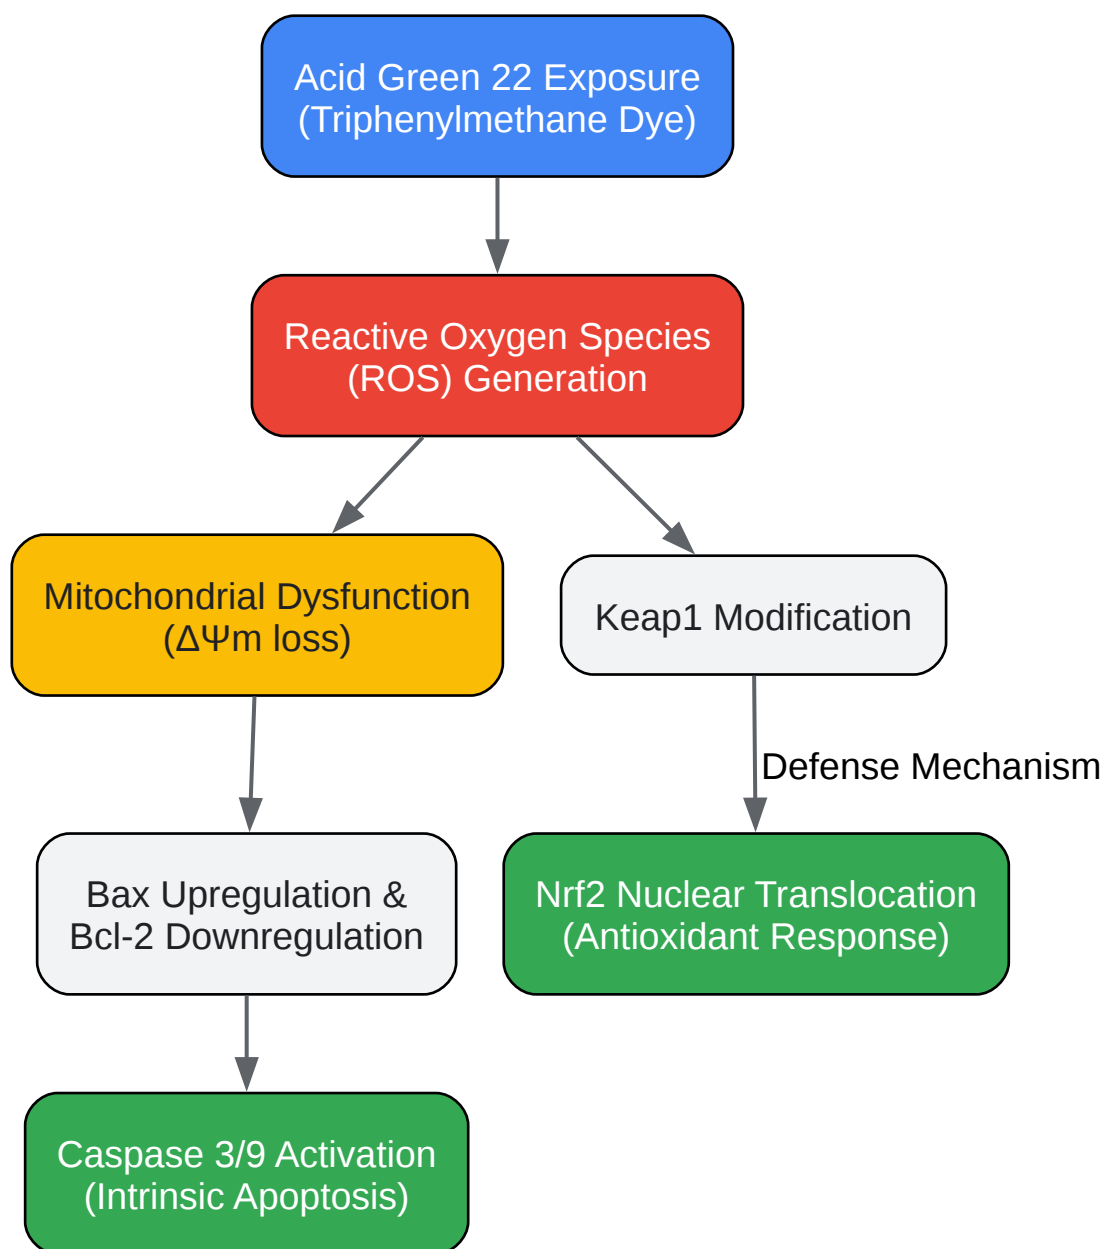 Acid Green 22 Exposure
(Triphenylmethane Dye)
Reactive Oxygen Species
(ROS) Generation
Mitochondrial Dysfunction
(ΔΨm loss)
Keap1 Modification
Defense Mechanism
Bax Upregulation &
Bcl-2 Downregulation
Nrf2 Nuclear Translocation
(Antioxidant Response)
Caspase 3/9 Activation
(Intrinsic Apoptosis)